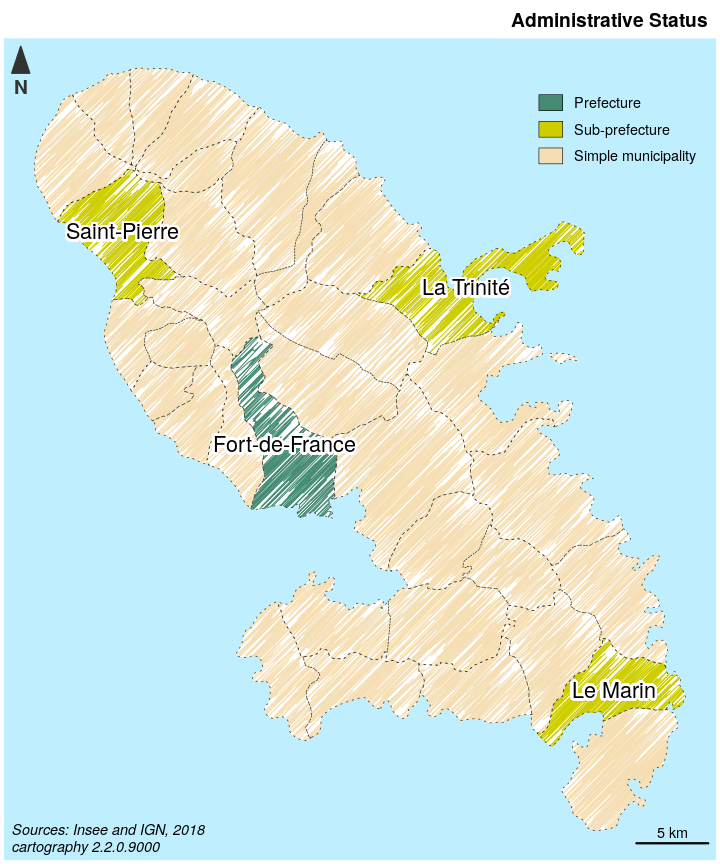 Administrative Status
N
Prefecture
Sub-prefecture
Simple municipality
Saint-Pierre
La Trinité
Fort-de-France
Le Marin
Sources: Insee and IGN, 2018
cartography 2.2.0.9000
5 km